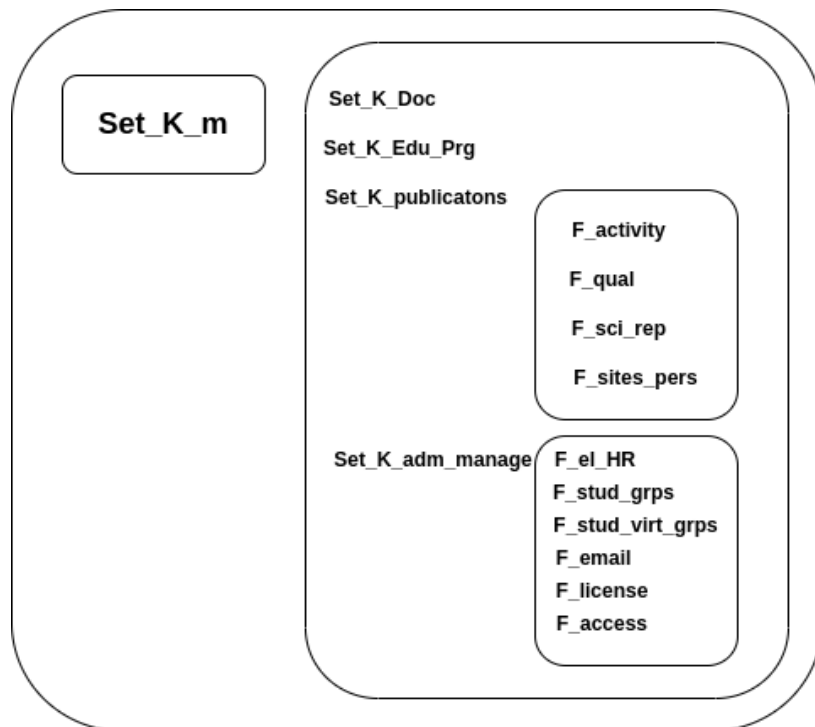 Set_K_m
Set_K_Doc
Set_K_Edu_Prg
Set_K_publicatons
F_activity
F_qual
F_sci_rep
F_sites_pers
Set_K_adm_manage
F_el_HR
F_stud_grps
F_stud_virt_grps
F_email
F_license
F_access